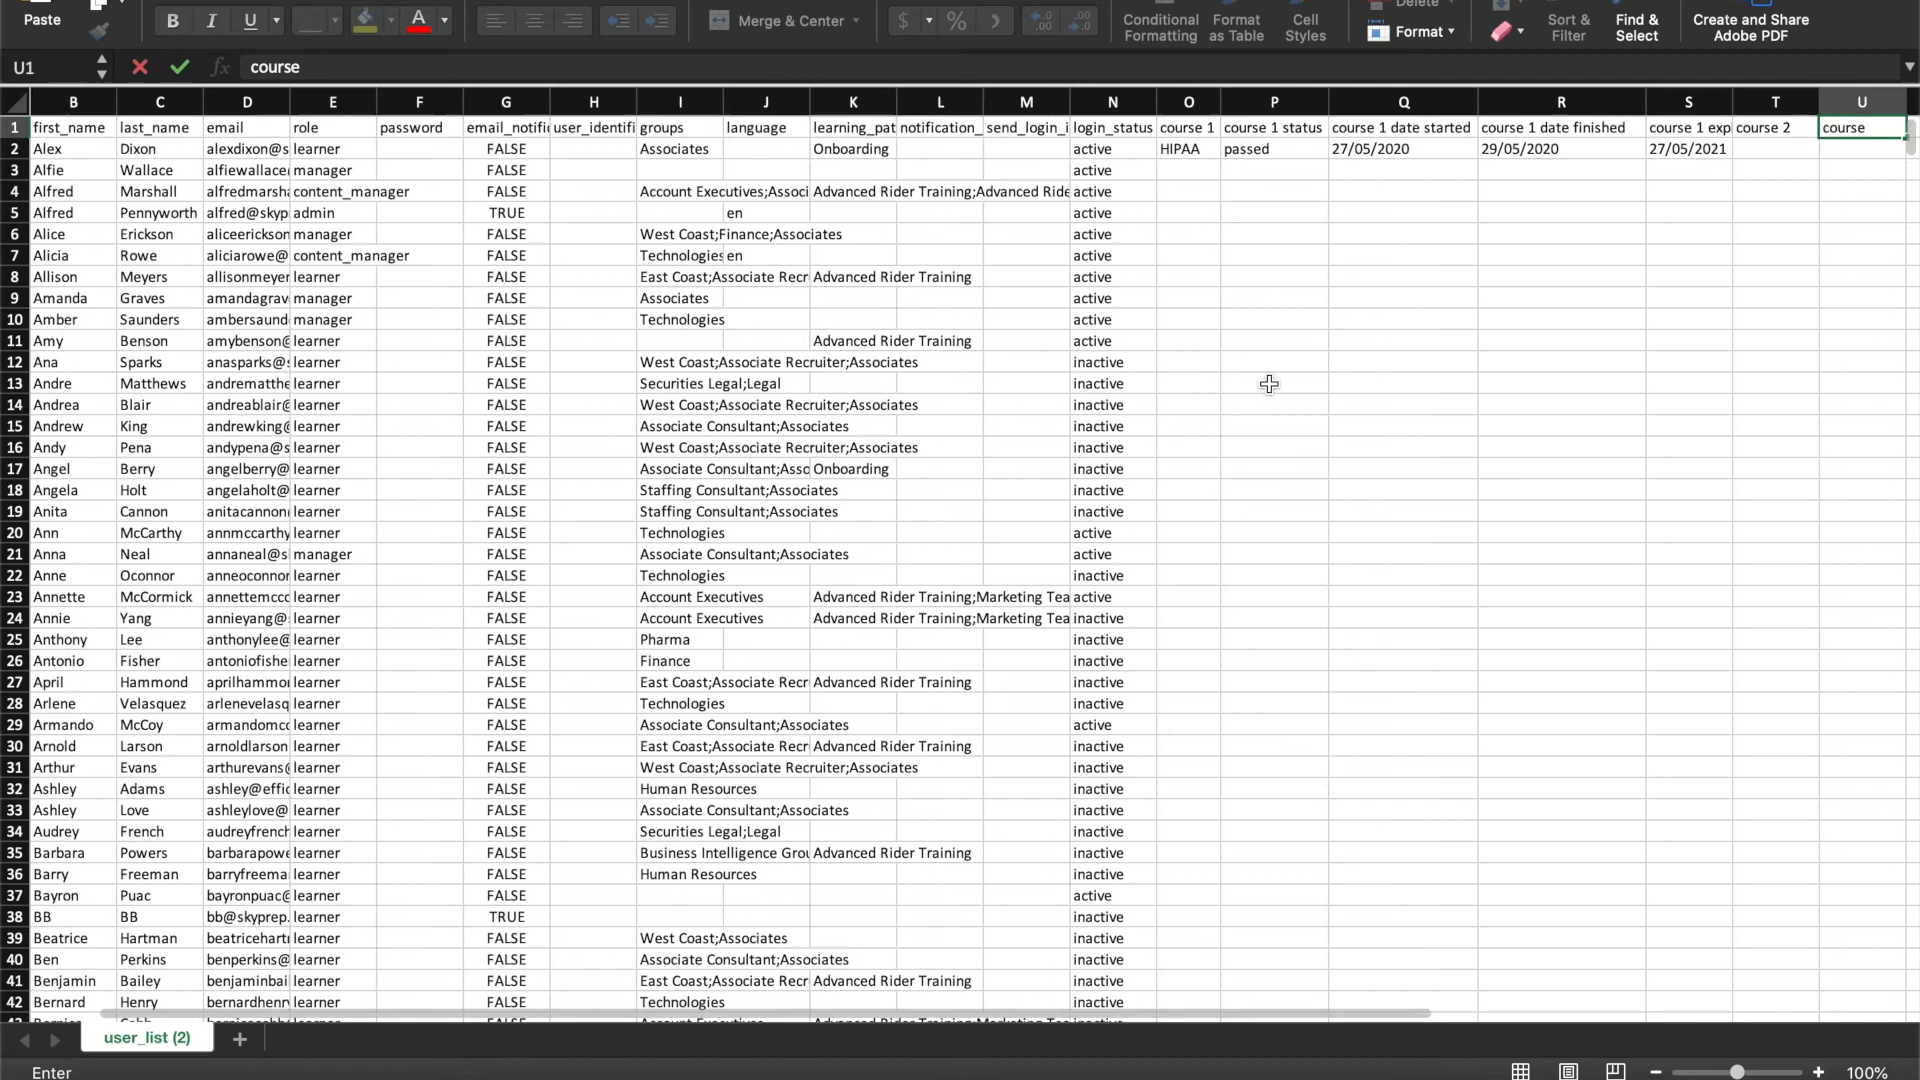 Paste B I U A Merge & Center $ % Conditional Formatting Format as Table Cell Styles Delete Format Sort & Filter Find & Select Create and Share Adobe PDF
U1 fx course
B C D E F G H I J K L M N O P Q R S T U
1 first_name last_name email role password email_notific user_identifi groups language learning_pat notification_ send_login_i login_status course 1 course 1 status course 1 date started course 1 date finished course 1 exp course 2 course
2 Alex Dixon alexdixon@s learner FALSE Associates Onboarding active HIPAA passed 27/05/2020 29/05/2020 27/05/2021
3 Alfie Wallace alfiewallace manager FALSE active
4 Alfred Marshall alfredmarsha content_manager FALSE Account Executives;Associ Advanced Rider Training;Advanced Ride active
5 Alfred Pennyworth alfred@skyp admin TRUE en active
6 Alice Erickson aliceerickson manager FALSE West Coast;Finance;Associates active
7 Alicia Rowe aliciarowe@ content_manager FALSE Technologies en active
8 Allison Meyers allisonmeyer learner FALSE East Coast;Associate Recr Advanced Rider Training active
9 Amanda Graves amandagrav manager FALSE Associates active
10 Amber Saunders ambersaund manager FALSE Technologies active
11 Amy Benson amybenson@ learner FALSE Advanced Rider Training active
12 Ana Sparks anasparks@s learner FALSE West Coast;Associate Recruiter;Associates inactive
13 Andre Matthews andrematthe learner FALSE Securities Legal;Legal inactive
14 Andrea Blair andreablair@ learner FALSE West Coast;Associate Recruiter;Associates inactive
15 Andrew King andrewking@ learner FALSE Associate Consultant;Associates inactive
16 Andy Pena andypena@s learner FALSE West Coast;Associate Recruiter;Associates inactive
17 Angel Berry angelberry@ learner FALSE Associate Consultant;Asso Onboarding inactive
18 Angela Holt angelaholt@ learner FALSE Staffing Consultant;Associates inactive
19 Anita Cannon anitacannon learner FALSE Staffing Consultant;Associates inactive
20 Ann McCarthy annmccarthy learner FALSE Technologies active
21 Anna Neal annaneal@s manager FALSE Associate Consultant;Associates active
22 Anne Oconnor anneoconnor learner FALSE Technologies inactive
23 Annette McCormick annettemccc learner FALSE Account Executives Advanced Rider Training;Marketing Tea active
24 Annie Yang annieyang@ learner FALSE Account Executives Advanced Rider Training;Marketing Tea inactive
25 Anthony Lee anthonylee@ learner FALSE Pharma inactive
26 Antonio Fisher antoniofishe learner FALSE Finance inactive
27 April Hammond aprilhammo learner FALSE East Coast;Associate Recr Advanced Rider Training inactive
28 Arlene Velasquez arlenevelasq learner FALSE Technologies inactive
29 Armando McCoy armandomcc learner FALSE Associate Consultant;Associates active
30 Arnold Larson arnoldlarson learner FALSE East Coast;Associate Recr Advanced Rider Training inactive
31 Arthur Evans arthurevans@ learner FALSE West Coast;Associate Recruiter;Associates inactive
32 Ashley Adams ashley@effic learner FALSE Human Resources inactive
33 Ashley Love ashleylove@ learner FALSE Associate Consultant;Associates inactive
34 Audrey French audreyfrench learner FALSE Securities Legal;Legal inactive
35 Barbara Powers barbarapowe learner FALSE Business Intelligence Grou Advanced Rider Training inactive
36 Barry Freeman barryfreema learner FALSE Human Resources inactive
37 Bayron Puac bayronpuac@ learner FALSE active
38 BB BB bb@skyprep. learner TRUE inactive
39 Beatrice Hartman beatricehart learner FALSE West Coast;Associates inactive
40 Ben Perkins benperkins@ learner FALSE Associate Consultant;Associates inactive
41 Benjamin Bailey benjaminbai learner FALSE East Coast;Associate Recr Advanced Rider Training inactive
42 Bernard Henry bernardhenr learner FALSE Technologies inactive
user_list (2)
Enter 100%